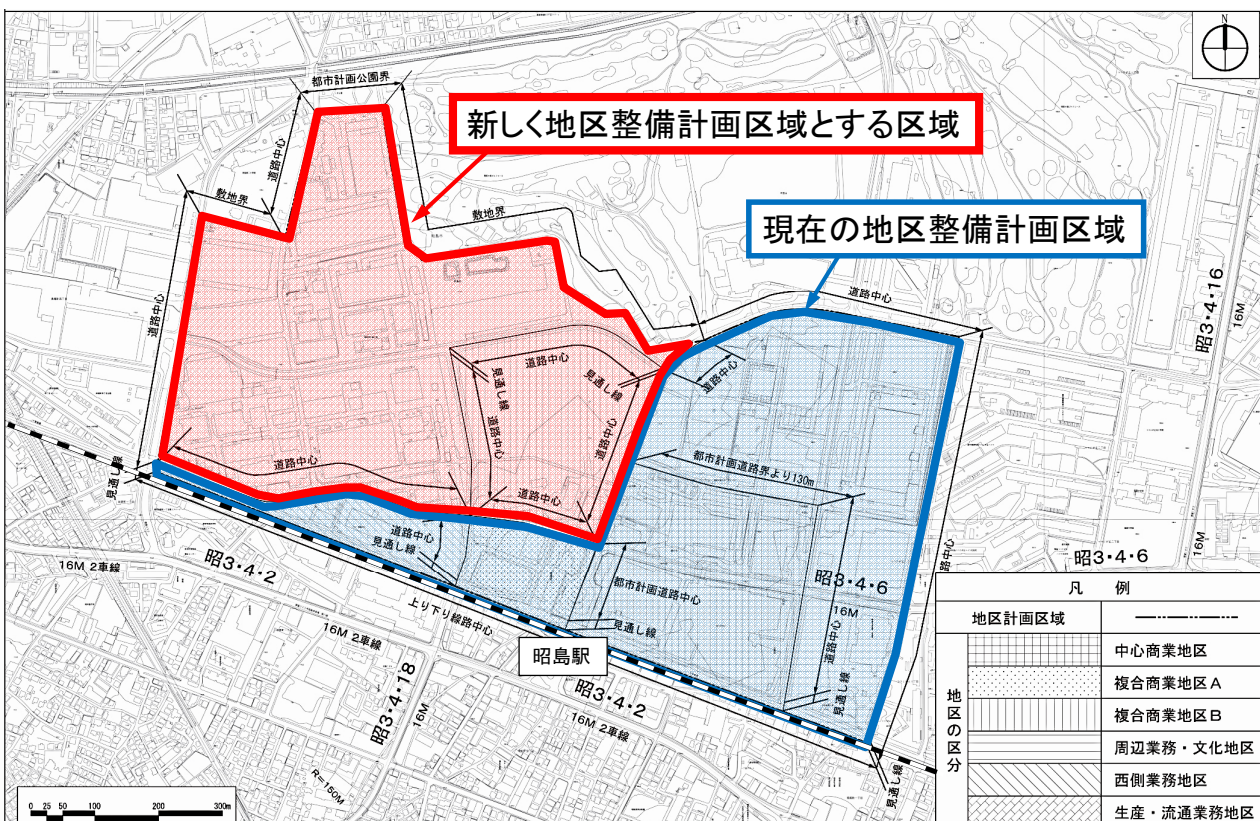 N
都市計画公園界
新しく地区整備計画区域とする区域
道路中心
敷地界
敷地界
現在の地区整備計画区域
道路中心
道路中心
昭3・4・16
16M
道路中心
見通し線
見通し線
道路中心
道路中心
道路中心
都市計画道路界より130m
道路中心
道路中心
見通し線
道路中心
見通し線
道路中心
昭3・4・2
16M 2車線
都市計画道路中心
昭3・4・6
16M
昭3・4・6
16M
上り下り線路中心
見通し線
道路中心
見通し線
16M 2車線
昭島駅
昭3・4・2
16M 2車線
昭3・4・18
16M
R=150M
見通し線
0 25 50 100 200 300m
凡 例
地区計画区域
地区の区分
中心商業地区
複合商業地区A
複合商業地区B
周辺業務・文化地区
西側業務地区
生産・流通業務地区